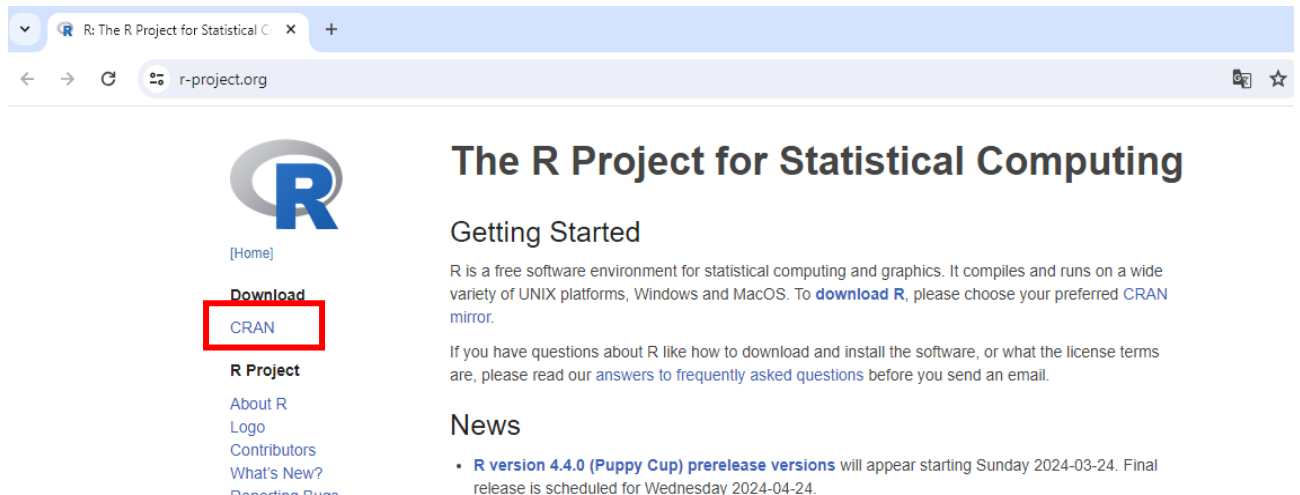 R: The R Project for Statistical C
r-project.org
R
[Home]
Download
CRAN
R Project
About R
Logo
Contributors
What's New?
Reporting Bugs
The R Project for Statistical Computing
Getting Started
R is a free software environment for statistical computing and graphics. It compiles and runs on a wide
variety of UNIX platforms, Windows and MacOS. To download R, please choose your preferred CRAN
mirror.
If you have questions about R like how to download and install the software, or what the license terms
are, please read our answers to frequently asked questions before you send an email.
News
• R version 4.4.0 (Puppy Cup) prerelease versions will appear starting Sunday 2024-03-24. Final
release is scheduled for Wednesday 2024-04-24.